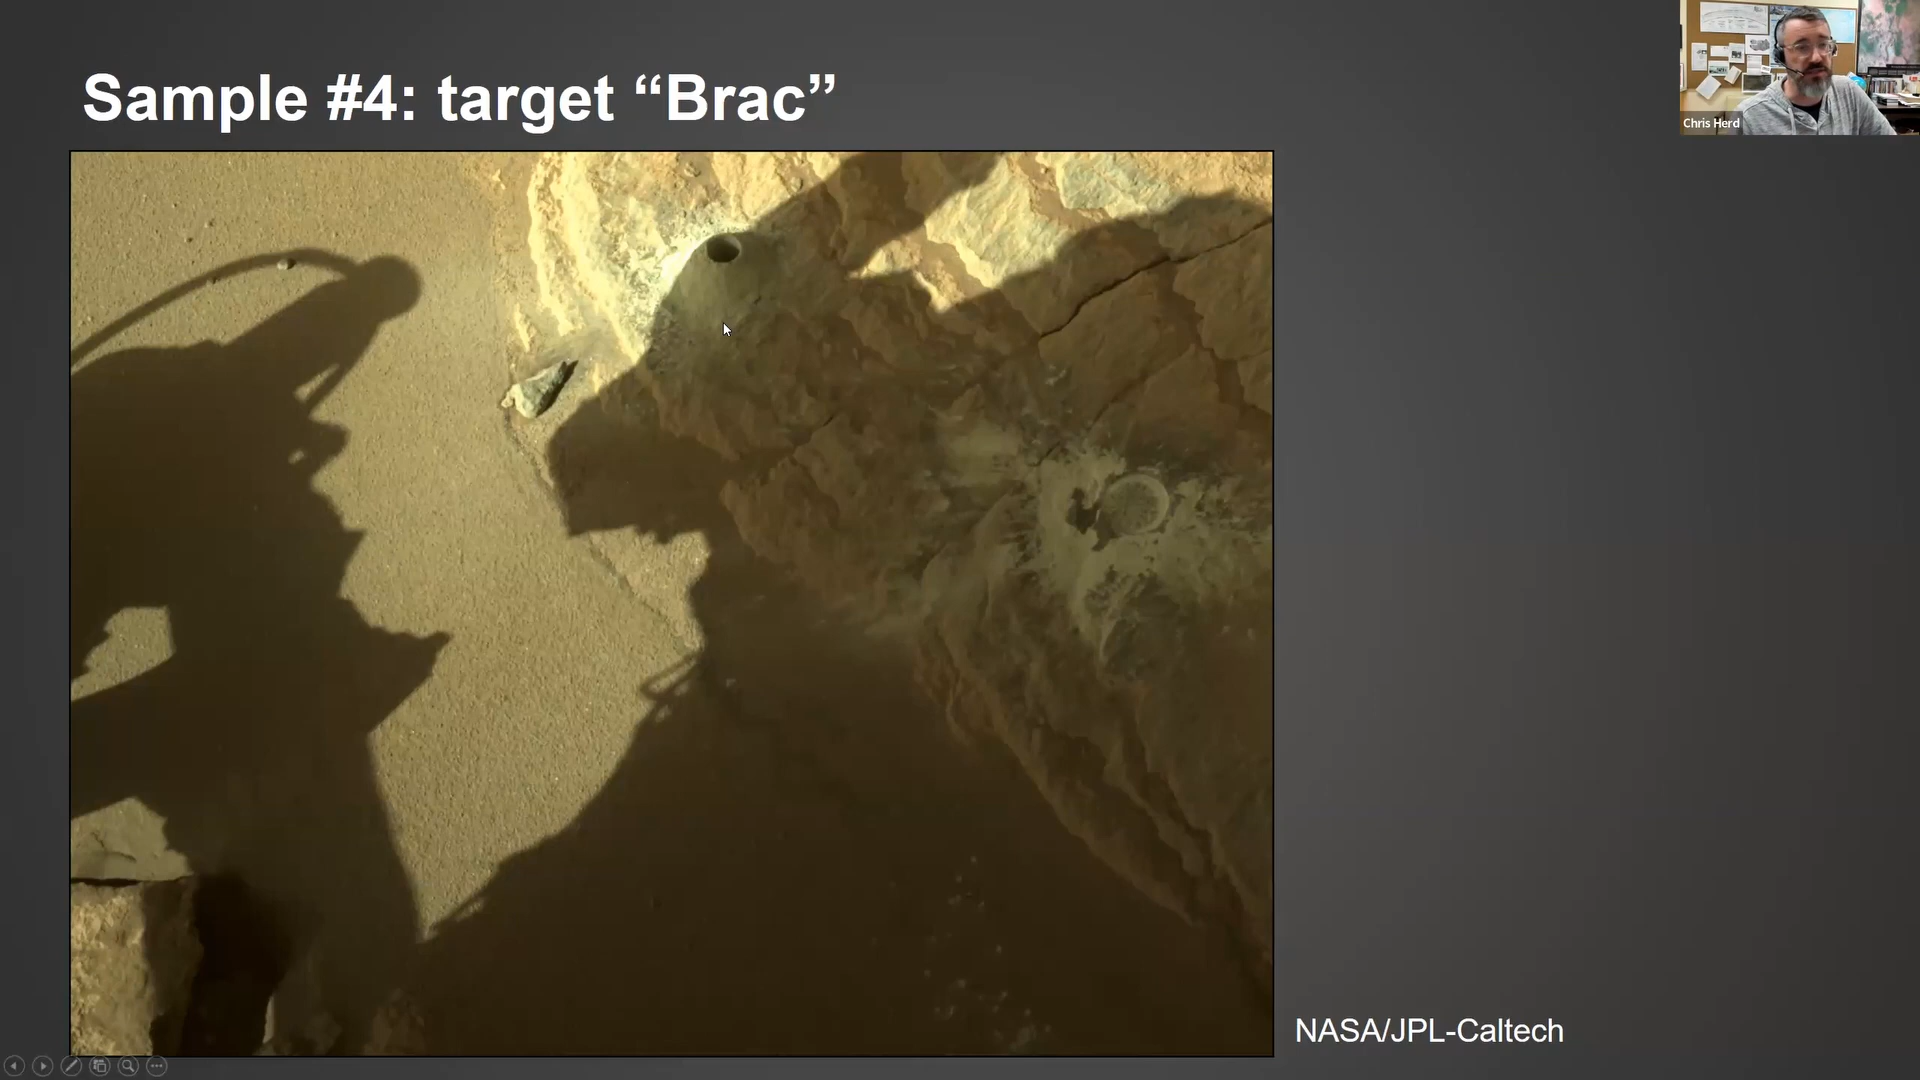 Sample #4: target “Brac”
Chris Herd
NASA/JPL-Caltech